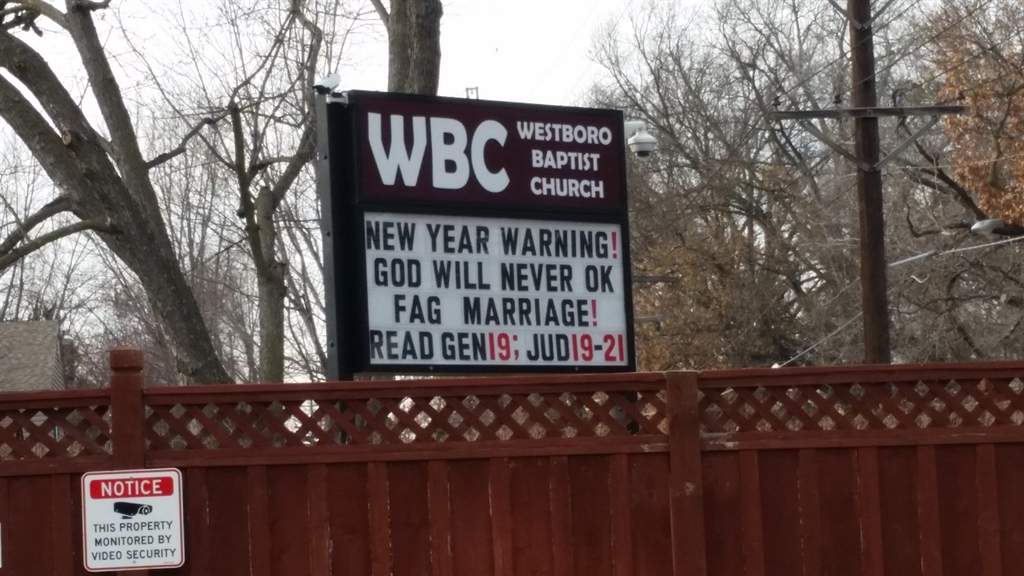 WBC
WESTBORO
BAPTIST
CHURCH
NEW YEAR WARNING!
GOD WILL NEVER OK
FAG MARRIAGE!
READ GEN19; JUD19-21
NOTICE
THIS PROPERTY
MONITORED BY
VIDEO SECURITY